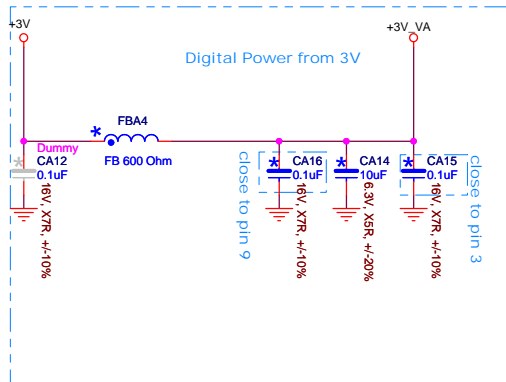 +3V
+3V_VA
Digital Power from 3V
FBA4
*
Dummy
FB 600 Ohm
*
CA12
0.1uF
16V, X7R, +/-10%
close to pin 9
*
CA16
0.1uF
16V, X7R, +/-10%
*
CA14
10uF
6.3V, X5R, +/-20%
*
CA15
0.1uF
16V, X7R, +/-10%
close to pin 3